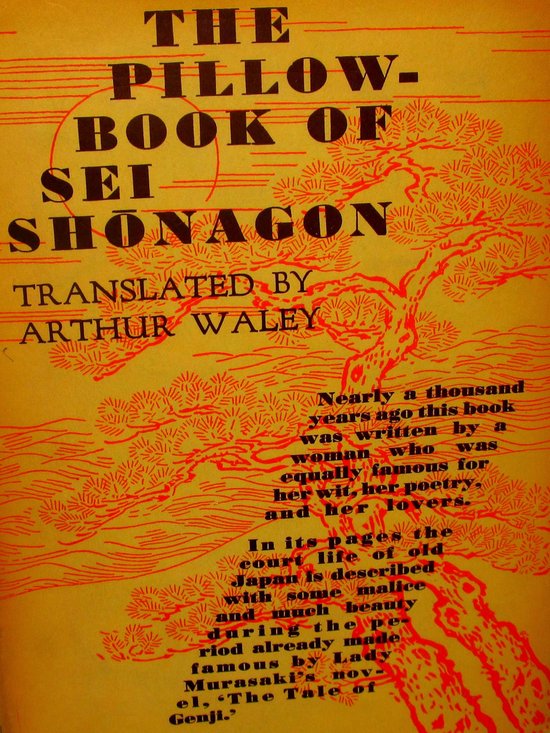 THE
PILLOW-
BOOK OF
SEI
SHŌNAGON
TRANSLATED BY
ARTHUR WALEY
Nearly a thousand
years ago this book
was written by a
woman who was
equally famous for
her wit, her poetry,
and her lovers.
In its pages the
court life of old
Japan is described
with some malice
and much beauty
during the pe-
riod already made
famous by Lady
Murasaki's nov-
el, 'The Tale of
Genji.'